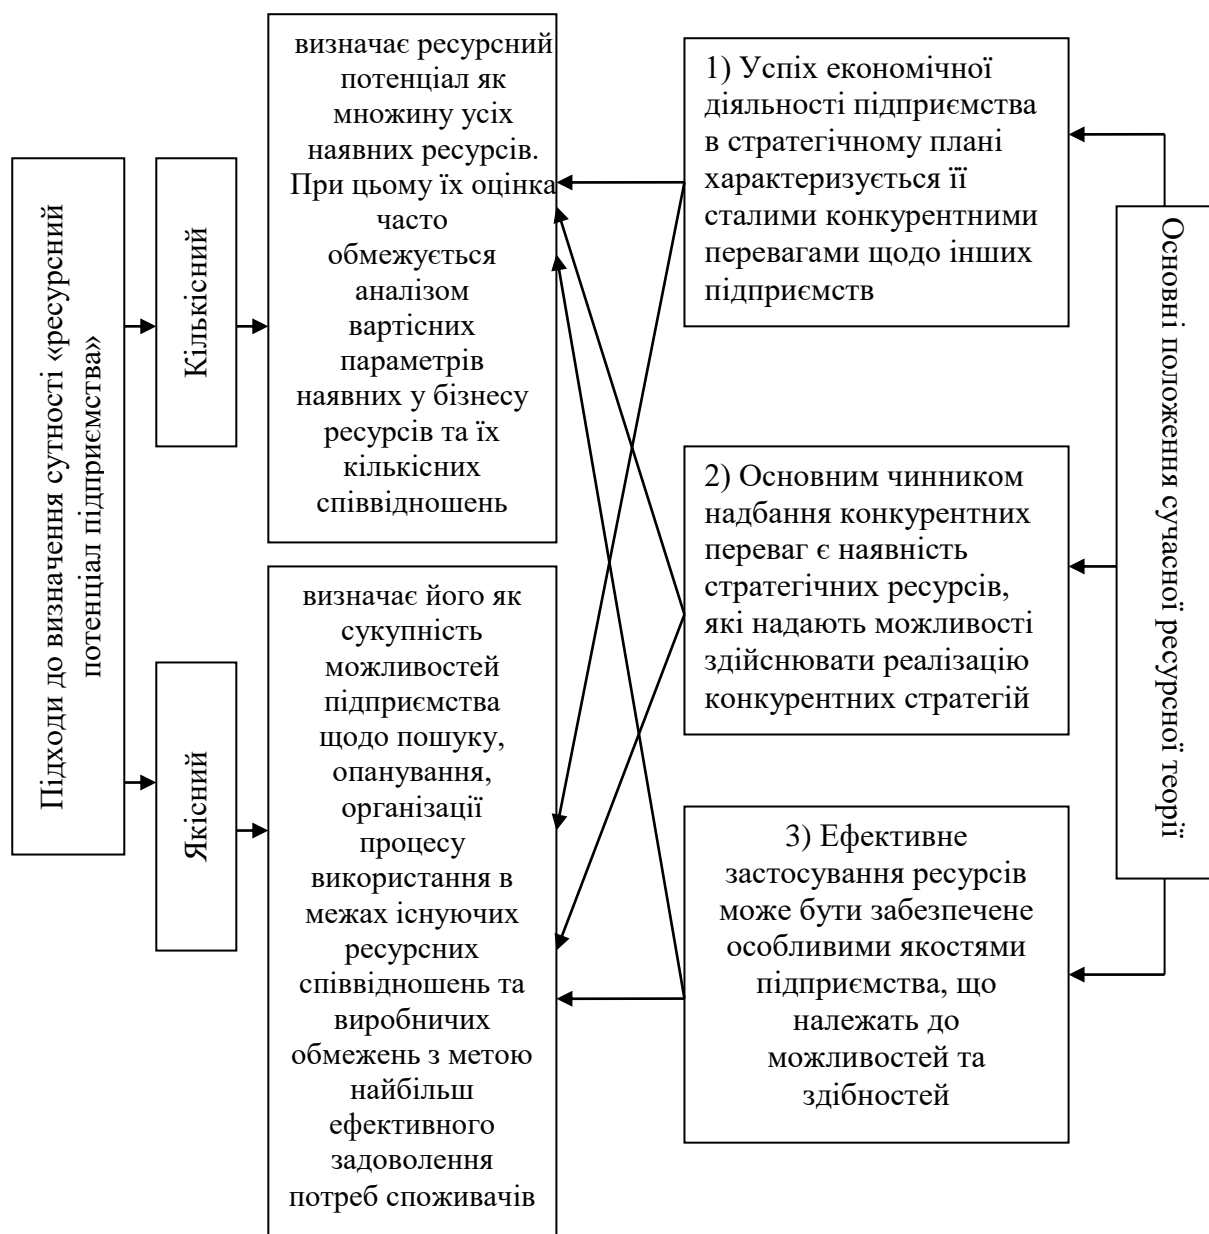 Підходи до визначення сутності «ресурсний
потенціал підприємства»
Кількісний
визначає ресурсний
потенціал як
множину усіх
наявних ресурсів.
При цьому їх оцінка
часто
обмежується
аналізом
вартісних
параметрів
наявних у бізнесу
ресурсів та їх
кількісних
співвідношень
Якісний
визначає його як
сукупність
можливостей
підприємства
щодо пошуку,
опанування,
організації
процесу
використання в
межах існуючих
ресурсних
співвідношень та
виробничих
обмежень з метою
найбільш
ефективного
задоволення
потреб споживачів
1) Успіх економічної
діяльності підприємства
в стратегічному плані
характеризується її
сталими конкурентними
перевагами щодо інших
підприємств
2) Основним чинником
надбання конкурентних
переваг є наявність
стратегічних ресурсів,
які надають можливості
здійснювати реалізацію
конкурентних стратегій
3) Ефективне
застосування ресурсів
може бути забезпечене
особливими якостями
підприємства, що
належать до
можливостей та
здібностей
Основні положення сучасної ресурсної теорії